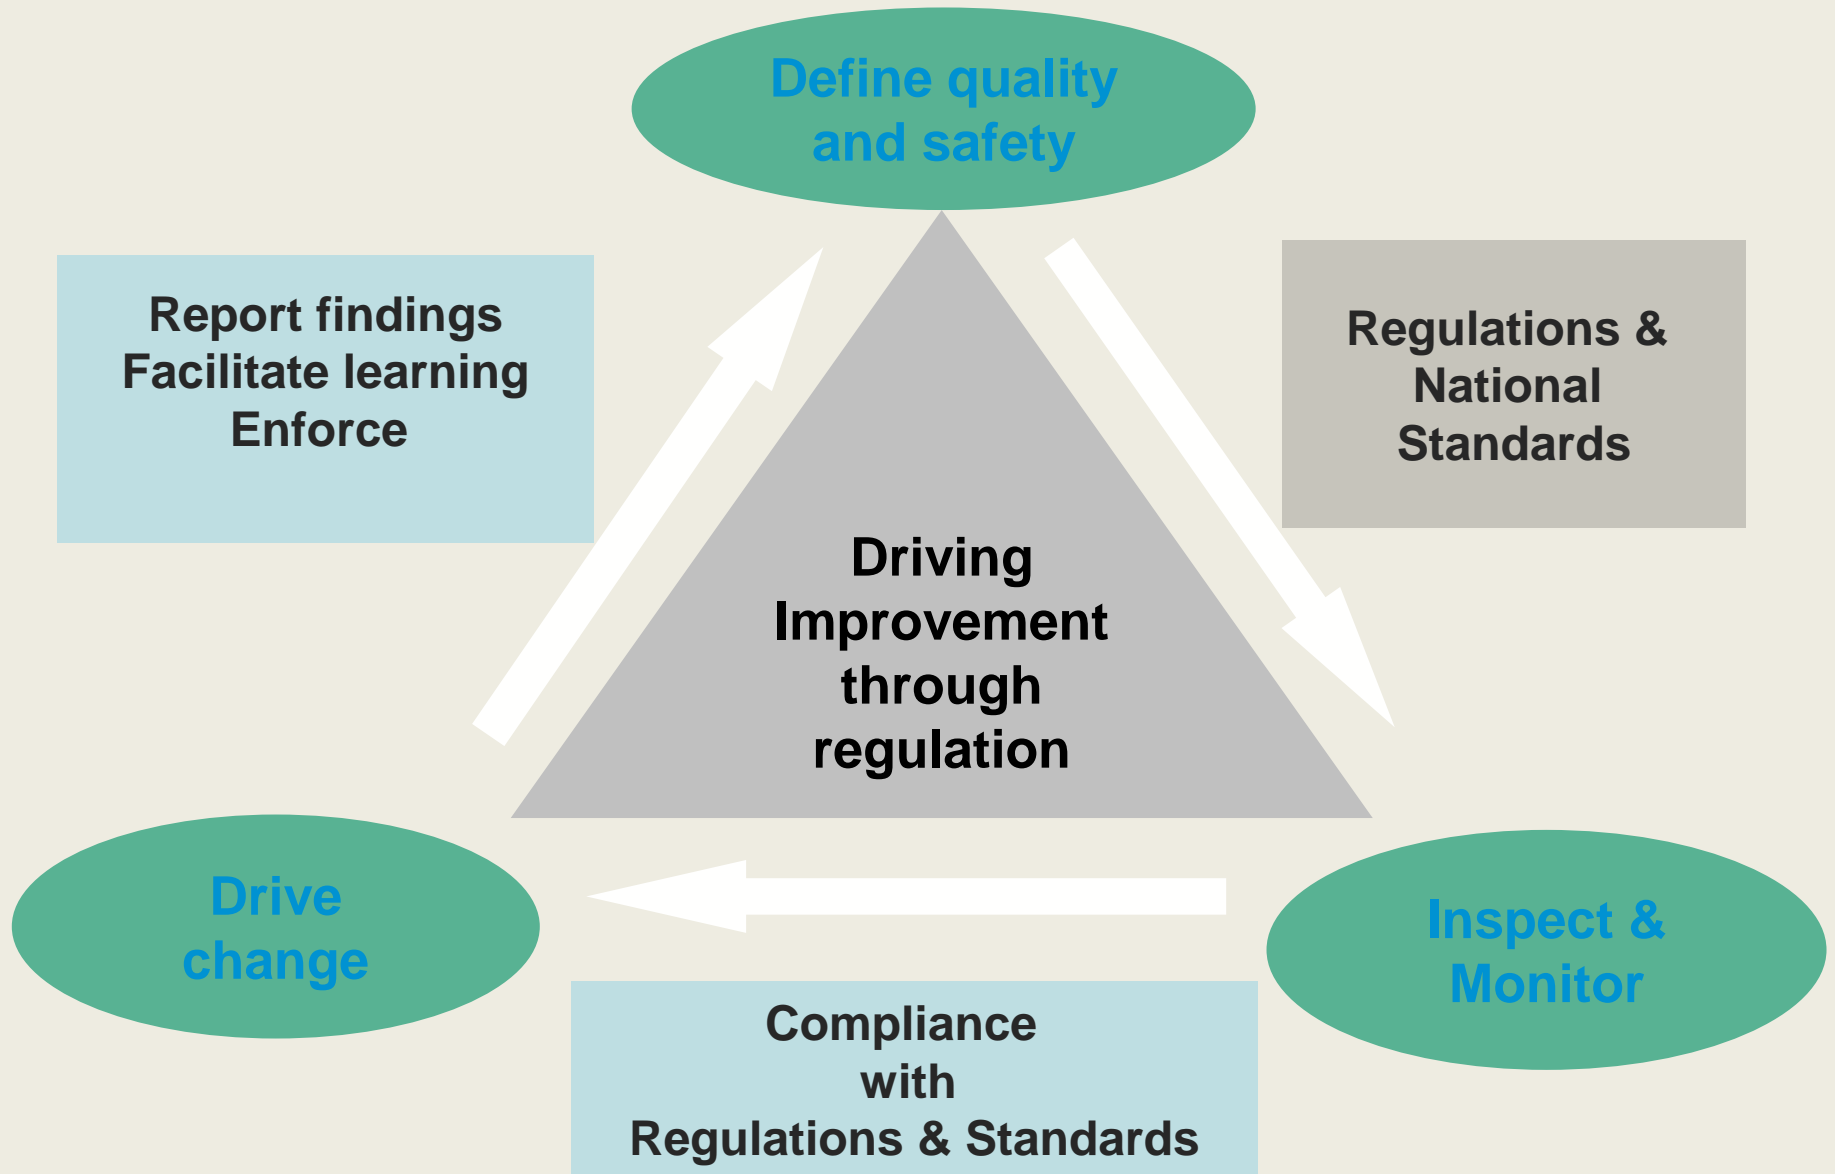 Define quality
and safety
Report findings
Facilitate learning
Enforce
Regulations &
National
Standards
Driving
Improvement
through
regulation
Drive
change
Inspect &
Monitor
Compliance
with
Regulations & Standards